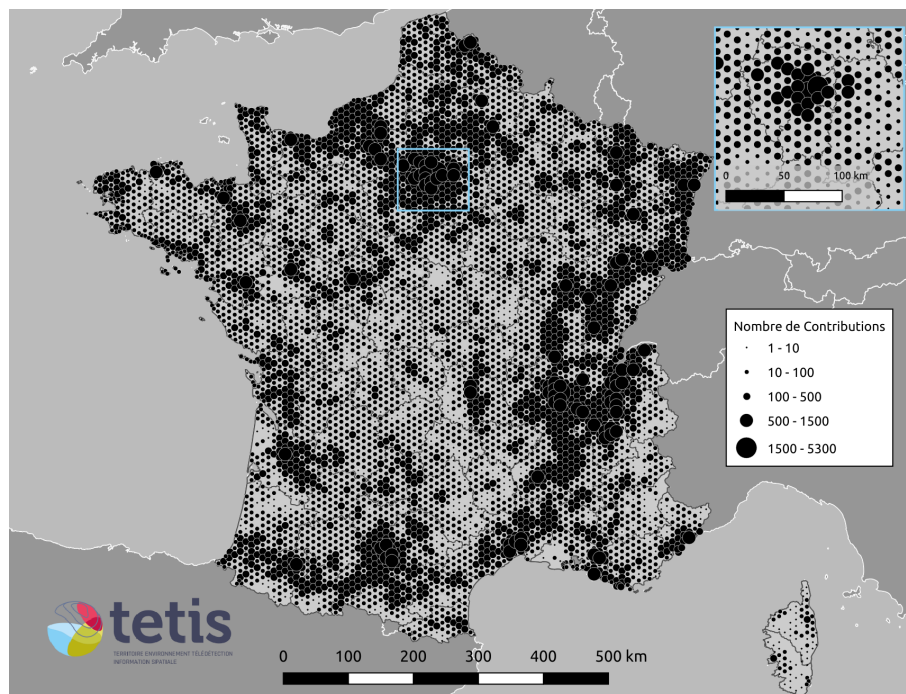 0 50 100 km
Nombre de Contributions
1 - 10
10 - 100
100 - 500
500 - 1500
1500 - 5300
tetis
TERRITOIRE ENVIRONNEMENT TÉLÉDÉTECTION
INFORMATION SPATIALE
0 100 200 300 400 500 km